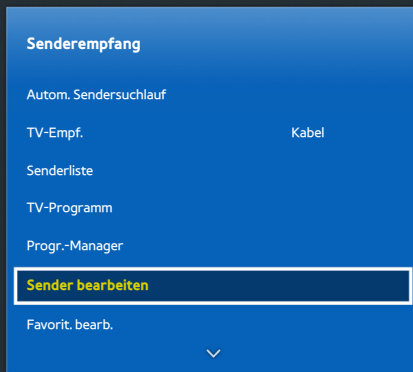 Senderempfang
Autom. Sendersuchlauf
TV-Empf. Kabel
Senderliste
TV-Programm
Progr.-Manager
Sender bearbeiten
Favorit. bearb.